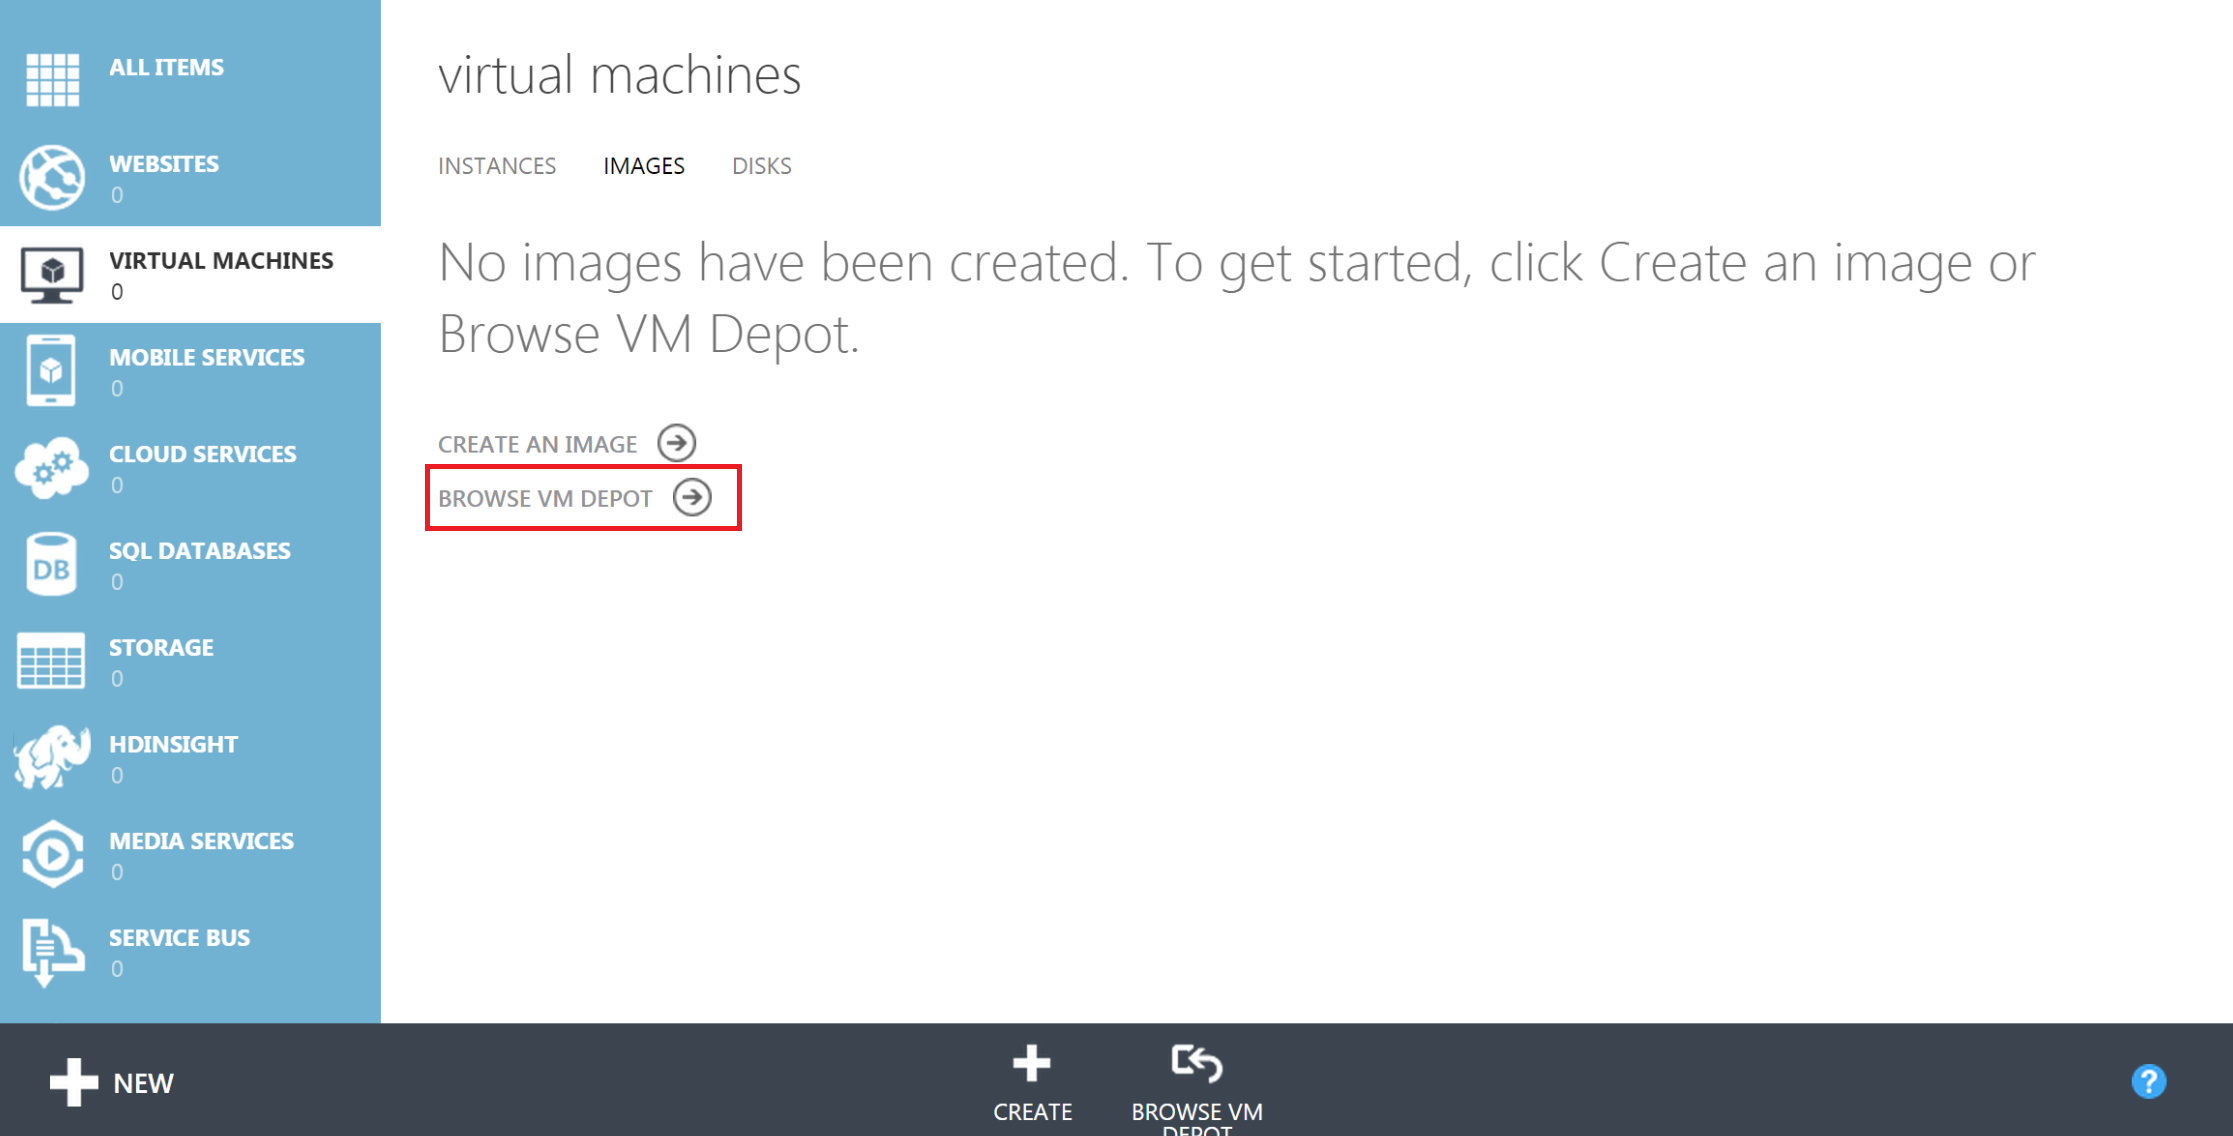 ALL ITEMS
WEBSITES
0
VIRTUAL MACHINES
0
MOBILE SERVICES
0
CLOUD SERVICES
0
SQL DATABASES
0
DB
STORAGE
0
HDINSIGHT
0
MEDIA SERVICES
0
SERVICE BUS
0
virtual machines
INSTANCES IMAGES DISKS
No images have been created. To get started, click Create an image or
Browse VM Depot.
CREATE AN IMAGE
BROWSE VM DEPOT
NEW
CREATE
BROWSE VM
DEPOT
?